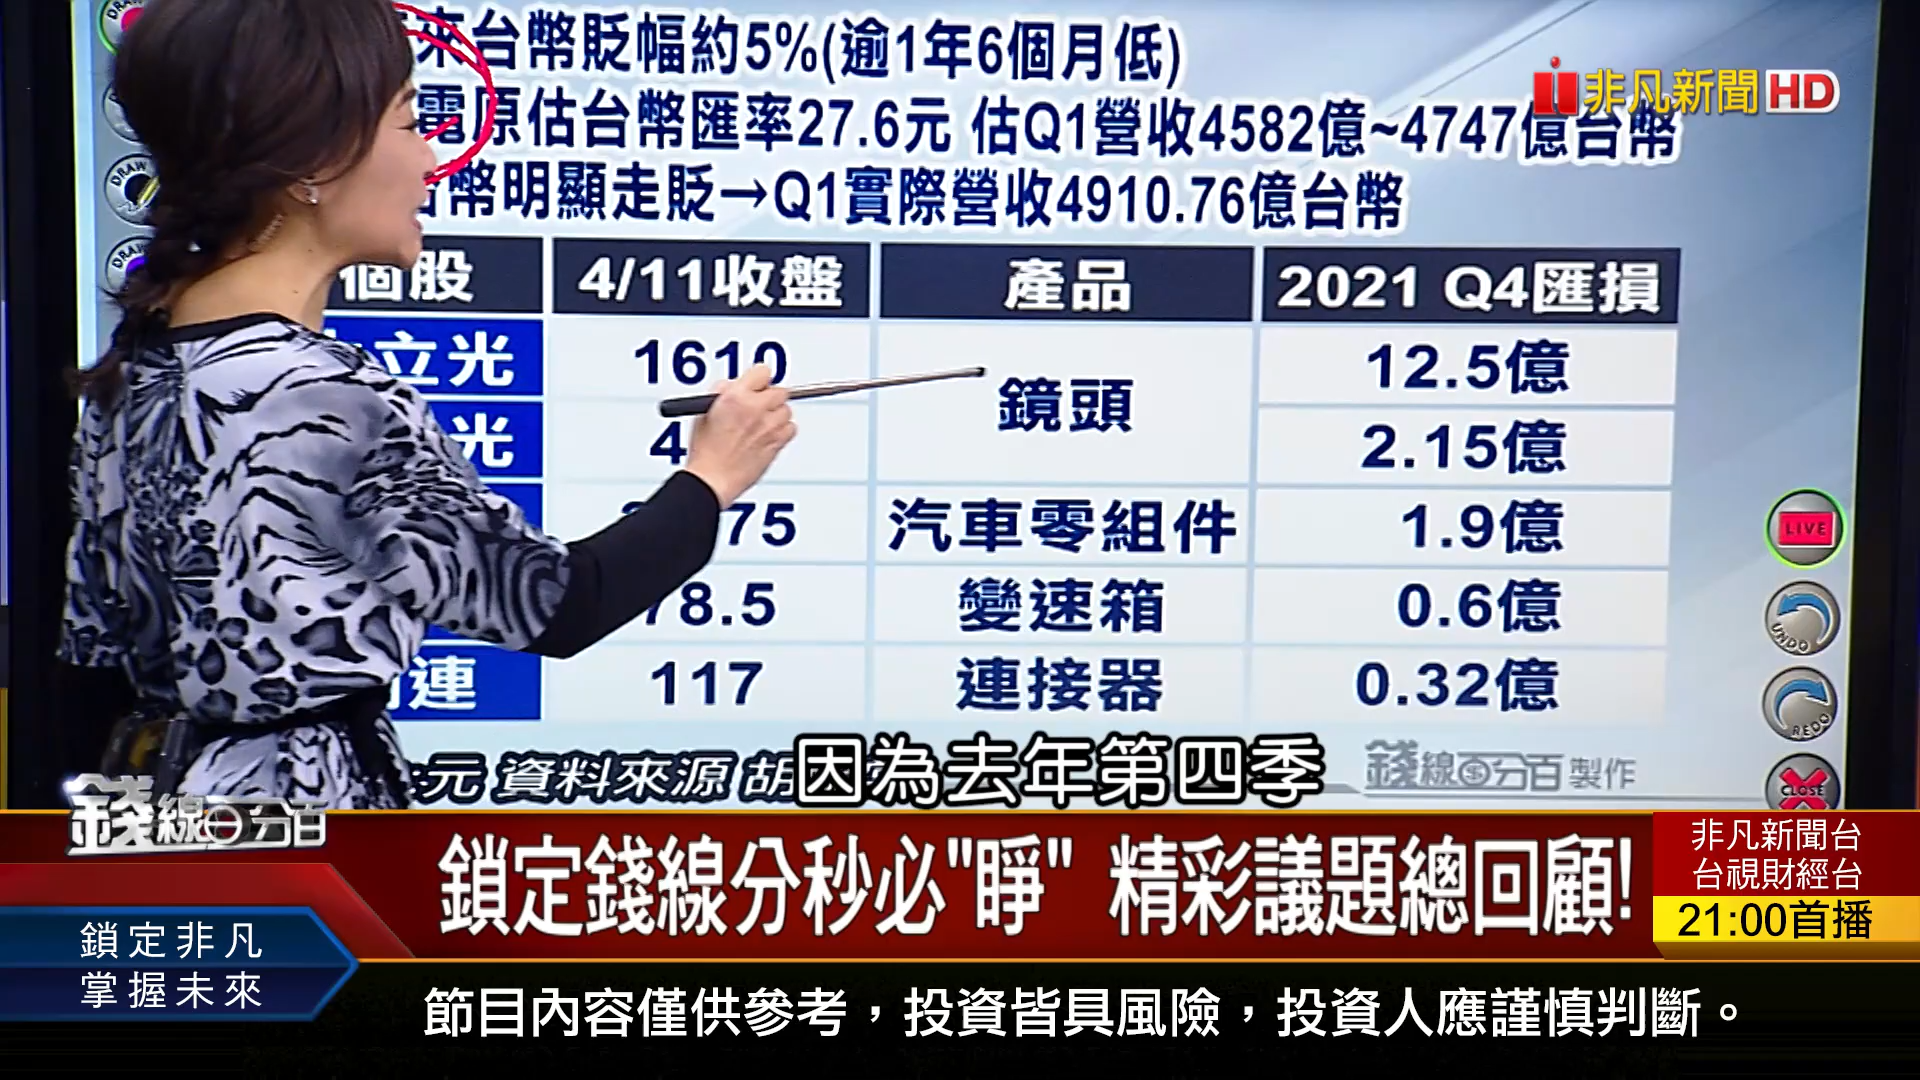 來台幣貶幅約5%(逾1年6個月低)
非凡新聞HD
電原估台幣匯率27.6元 估Q1營收4582億~4747億台幣
台幣明顯走貶→Q1實際營收4910.76億台幣
個股 4/11收盤 產品 2021 Q4匯損
立光 1610 鏡頭 12.5億
光 2.15億
75 汽車零組件 1.9億
78.5 變速箱 0.6億
連 117 連接器 0.32億
LIVE
UNDO
REDO
CLOSE
元 資料來源 胡
錢線百分百 製作
因為去年第四季
錢線百分百
鎖定錢線分秒必"睜" 精彩議題總回顧!
非凡新聞台
台視財經台
21:00首播
鎖定非凡
掌握未來
節目內容僅供參考，投資皆具風險，投資人應謹慎判斷。